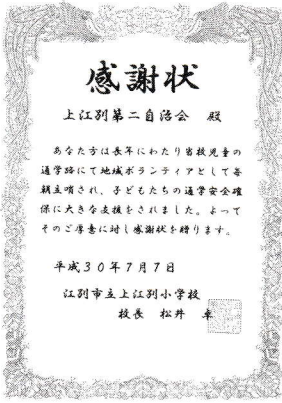 感謝状
上江別第二自治会 殿
あなた方は長年にわたり当校児童の
通学路にて地域ボランティアとして毎
朝立哨され、子どもたちの通学安全確
保に大きな支援をされました。よって
そのご厚意に対し感謝状を贈ります。
平成30年7月7日
江別市立上江別小学校
校長 松井 卓